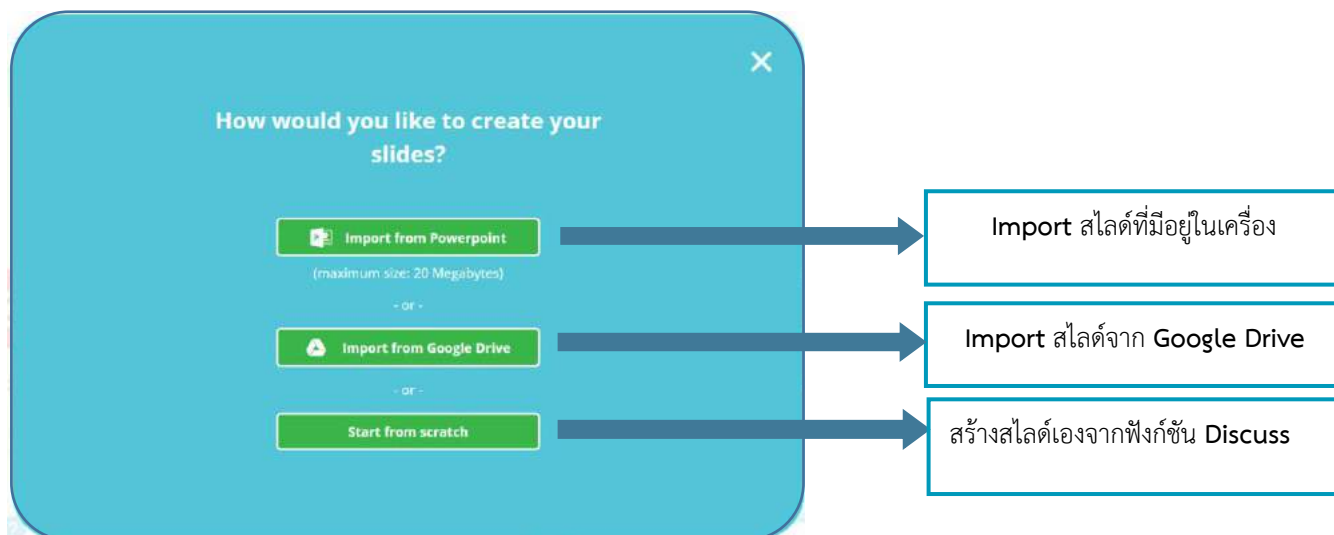 How would you like to create your
slides?
Import from Powerpoint
(maximum size: 20 Megabytes)
- or -
Import from Google Drive
- or -
Start from scratch
Import สไลด์ที่มีอยู่ในเครื่อง
Import สไลด์จาก Google Drive
สร้างสไลด์เองจากฟังก์ชัน Discuss